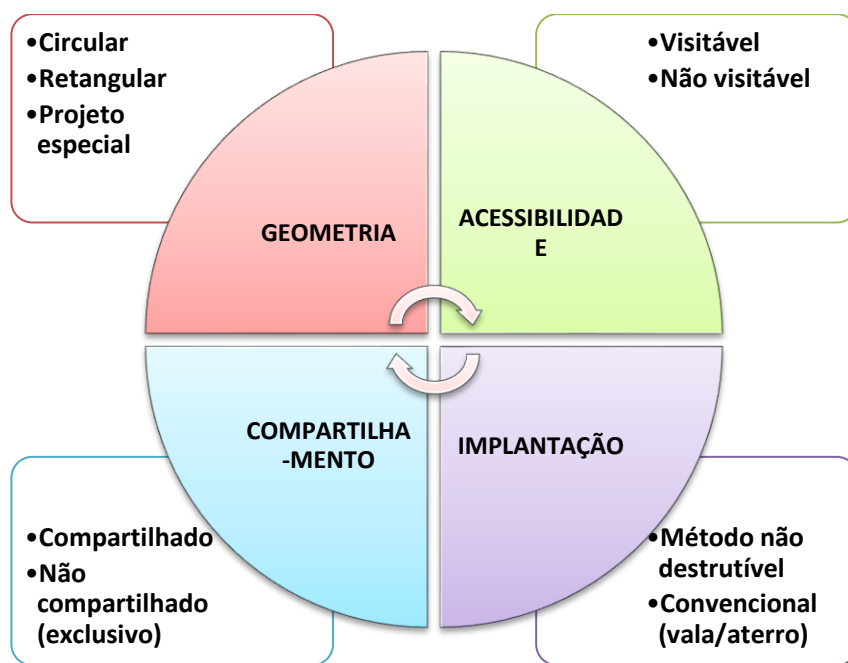 •Circular
•Retangular
•Projeto
especial
•Visitável
•Não visitável
GEOMETRIA
ACESSIBILIDAD
E
COMPARTILHA
-MENTO
IMPLANTAÇÃO
•Compartilhado
•Não
compartilhado
(exclusivo)
•Método não
destrutível
•Convencional
(vala/aterro)